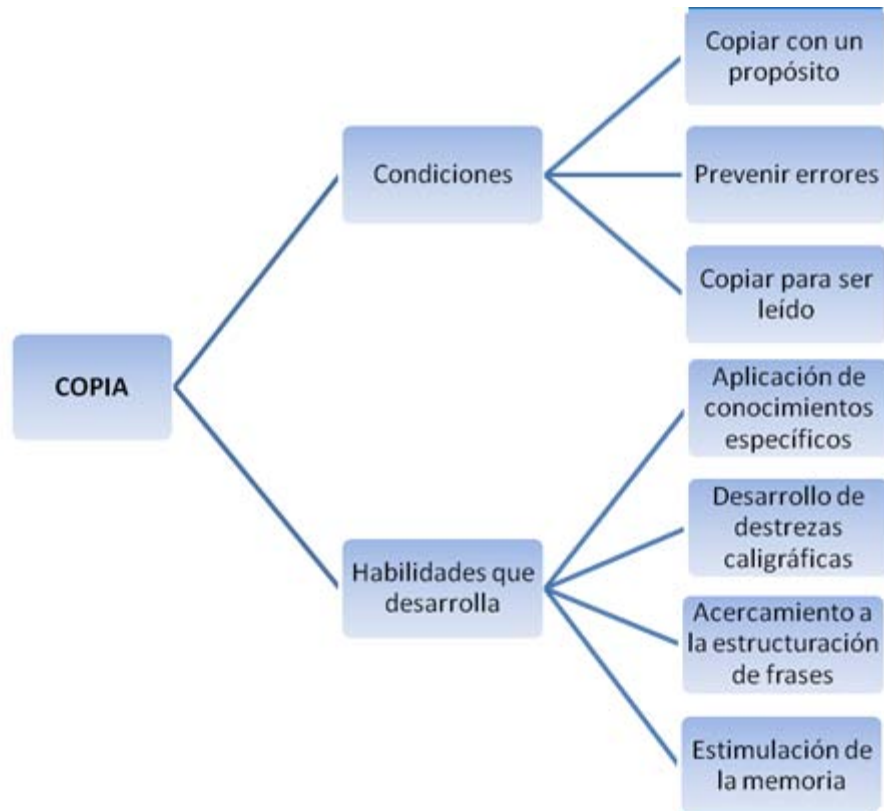 COPIA
Condiciones
Copiar con un
propósito
Prevenir errores
Copiar para ser
leído
Habilidades que
desarrolla
Aplicación de
conocimientos
específicos
Desarrollo de
destrezas
caligráficas
Acercamiento a
la estructuración
de frases
Estimulación de
la memoria